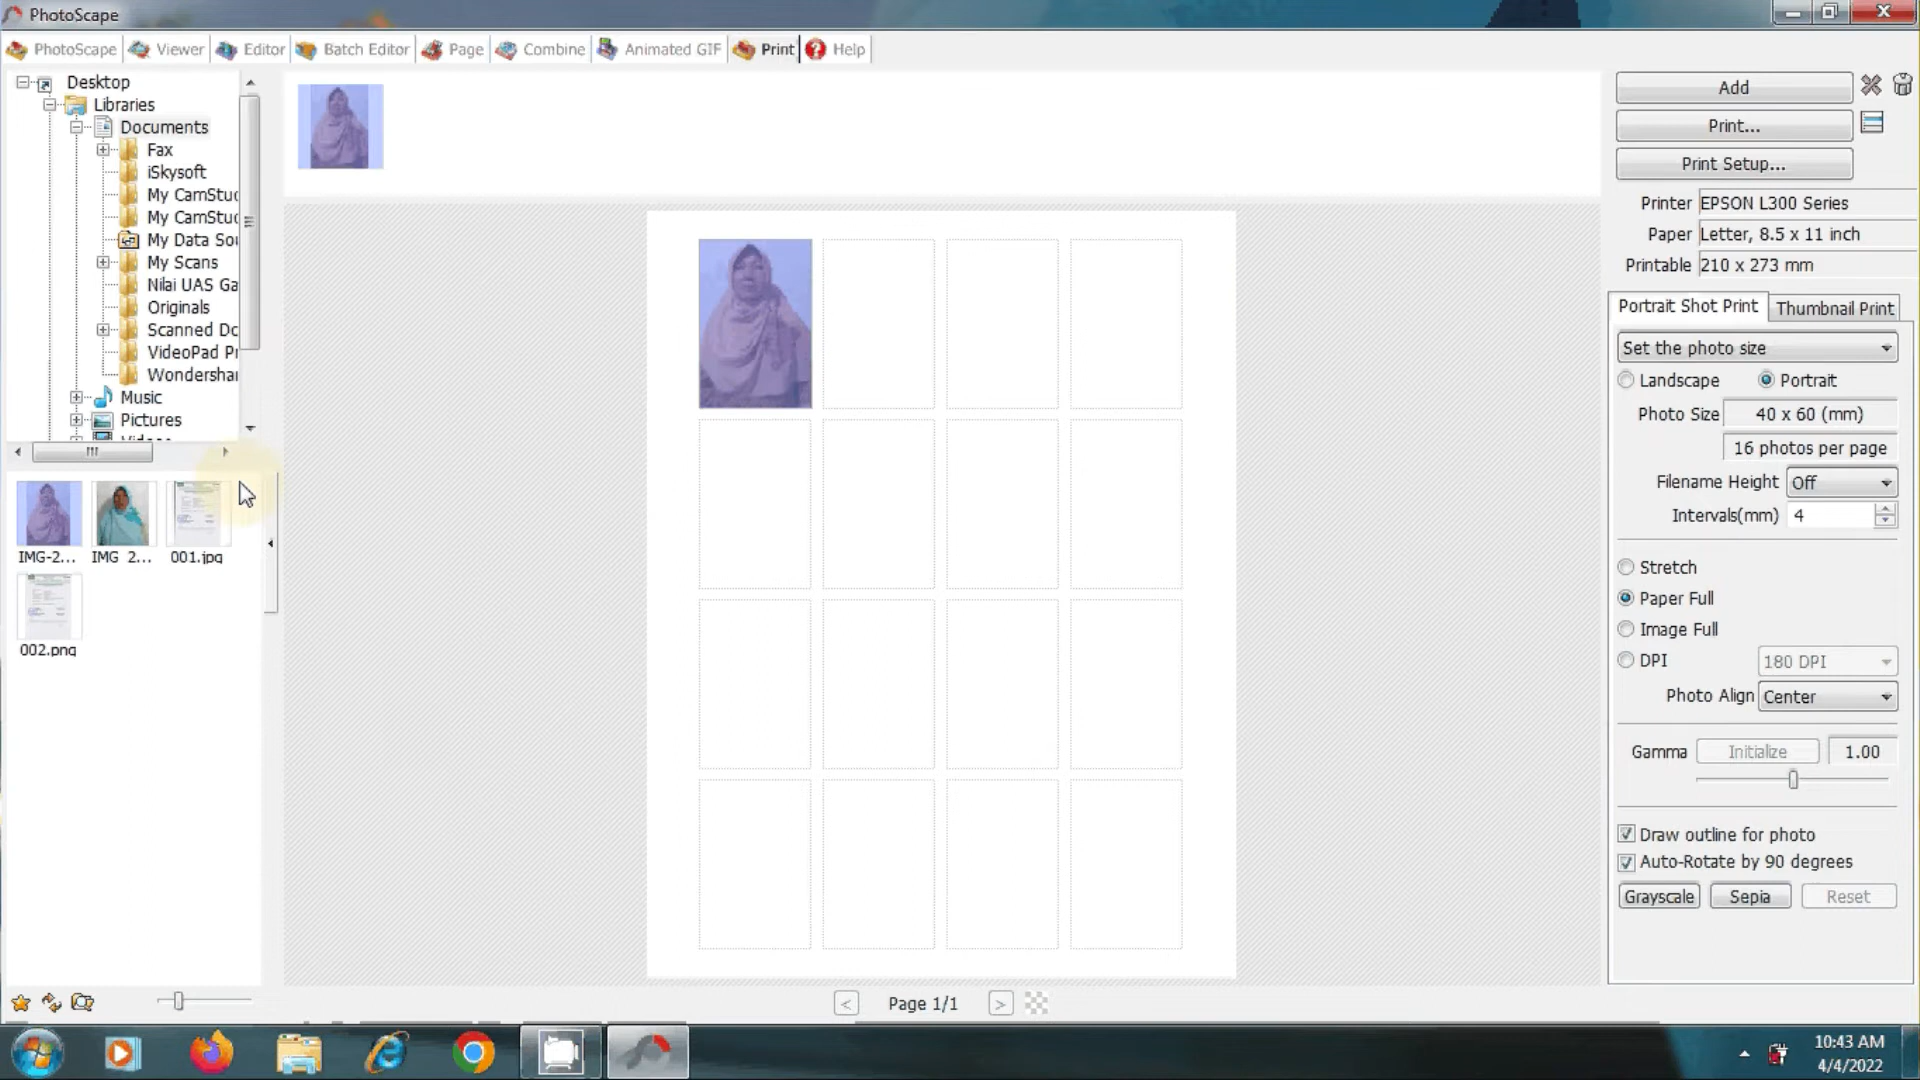 PhotoScape
PhotoScape Viewer Editor Batch Editor Page Combine Animated GIF Print Help
Desktop
Libraries
Documents
Fax
iSkysoft
My CamStu
My CamStu
My Data Sou
My Scans
Nilai UAS Ga
Originals
Scanned Do
VideoPad Pr
Wondershar
Music
Pictures
IMG-2... IMG_2... 001.jpg
002.png
Page 1/1
Add
Print...
Print Setup...
Printer EPSON L300 Series
Paper Letter, 8.5 x 11 inch
Printable 210 x 273 mm
Portrait Shot Print Thumbnail Print
Set the photo size
Landscape Portrait
Photo Size 40 x 60 (mm)
16 photos per page
Filename Height Off
Intervals(mm) 4
Stretch
Paper Full
Image Full
DPI 180 DPI
Photo Align Center
Gamma Initialize 1.00
Draw outline for photo
Auto-Rotate by 90 degrees
Grayscale Sepia Reset
10:43 AM
4/4/2022